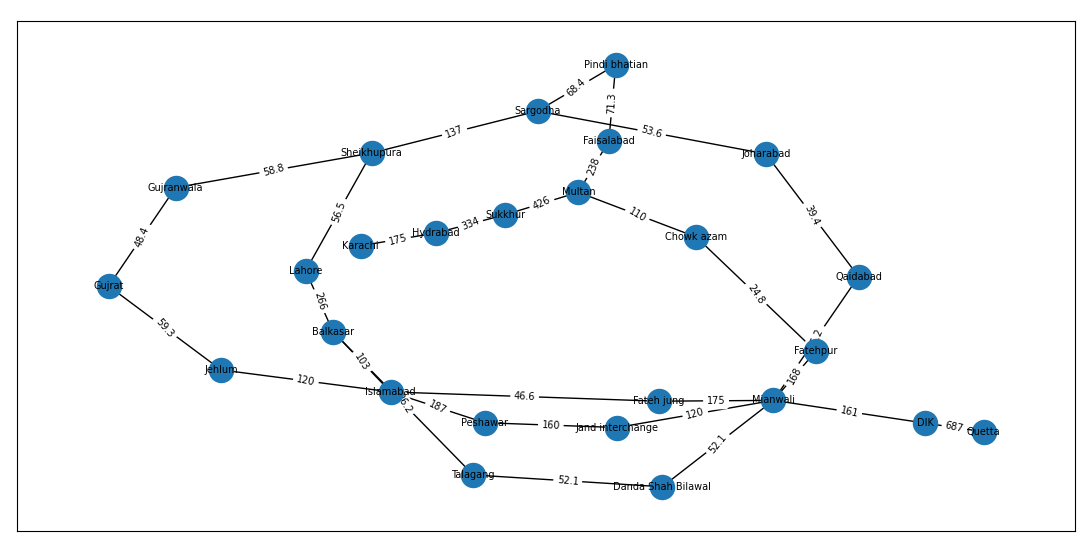 Pindi bhatian
68.4
71.3
Sargodha
137
53.6
Faisalabad
Sheikhupura
Joharabad
238
58.8
Gujranwala
Multan
56.5
426
110
39.4
Sukkhur
334
Hydrabad
Chowk azam
175
Karachi
48.4
Lahore
Qaidabad
Gujrat
266
24.8
59.3
Balkasar
Fatehpur
103
168
Jehlum
120
Islamabad
46.6
Fateh jung
175
Mianwali
187
120
161
Peshawar
160
Jand interchange
DIK
687
Quetta
52.1
Talagang
52.1
Danda Shah Bilawal